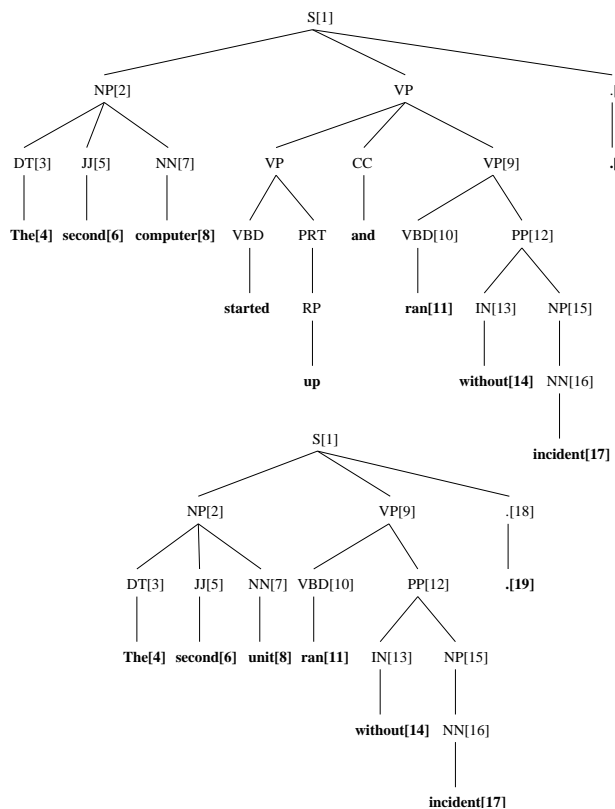 S[1]
NP[2] VP .[
DT[3] JJ[5] NN[7] VP CC VP[9] .[
The[4] second[6] computer[8] VBD PRT and VBD[10] PP[12]
started RP ran[11] IN[13] NP[15]
up without[14] NN[16]
incident[17]
S[1]
NP[2] VP[9] .[18]
DT[3] JJ[5] NN[7] VBD[10] PP[12] .[19]
The[4] second[6] unit[8] ran[11] IN[13] NP[15]
without[14] NN[16]
incident[17]